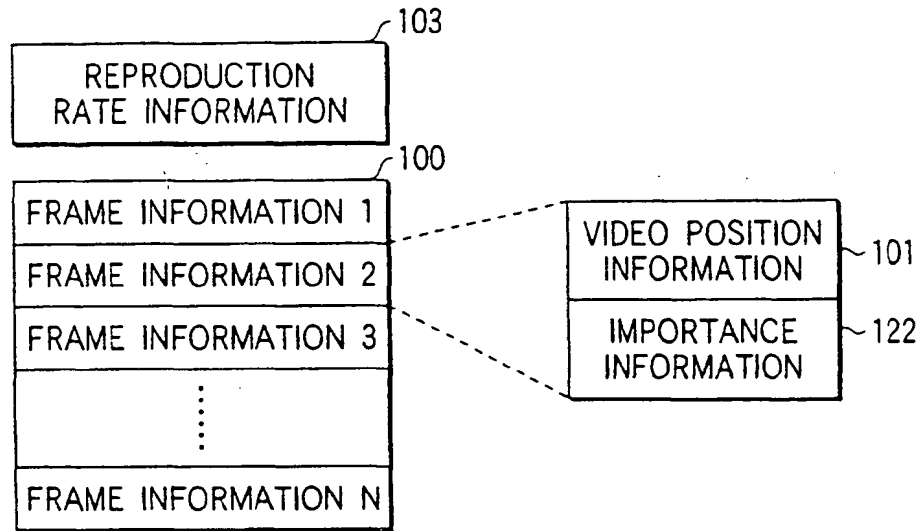 103
REPRODUCTION
RATE INFORMATION
100
FRAME INFORMATION 1
FRAME INFORMATION 2
FRAME INFORMATION 3
FRAME INFORMATION N
VIDEO POSITION
INFORMATION
101
IMPORTANCE
INFORMATION
122